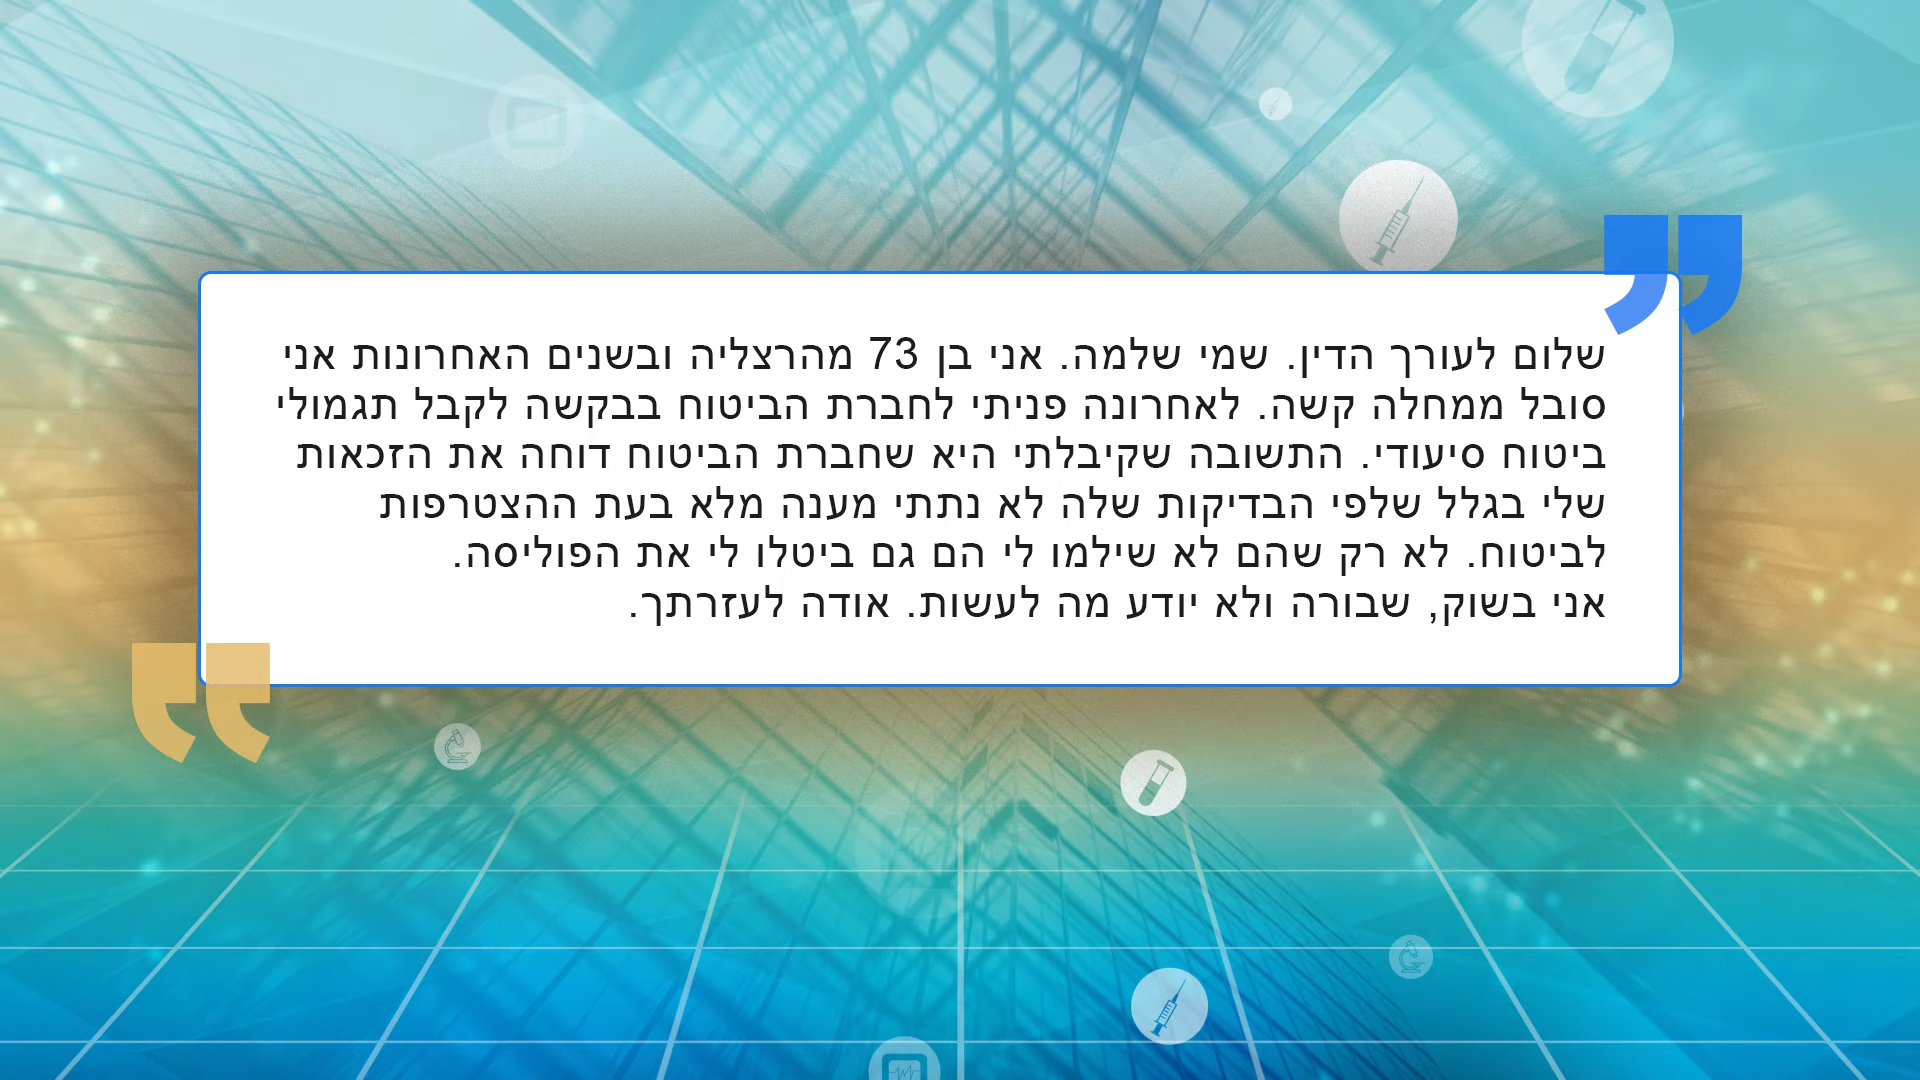 שלום לעורך הדין. שמי שלמה. אני בן 73 מהרצליה ובשנים האחרונות אני
סובל ממחלה קשה. לאחרונה פניתי לחברת הביטוח בבקשה לקבל תגמולי
ביטוח סיעודי. התשובה שקיבלתי היא שחברת הביטוח דוחה את הזכאות
שלי בגלל שלפי הבדיקות שלה לא נתתי מענה מלא בעת ההצטרפות
לביטוח. לא רק שהם לא שילמו לי הם גם ביטלו לי את הפוליסה.
אני בשוק, שבורה ולא יודע מה לעשות. אודה לעזרתך.